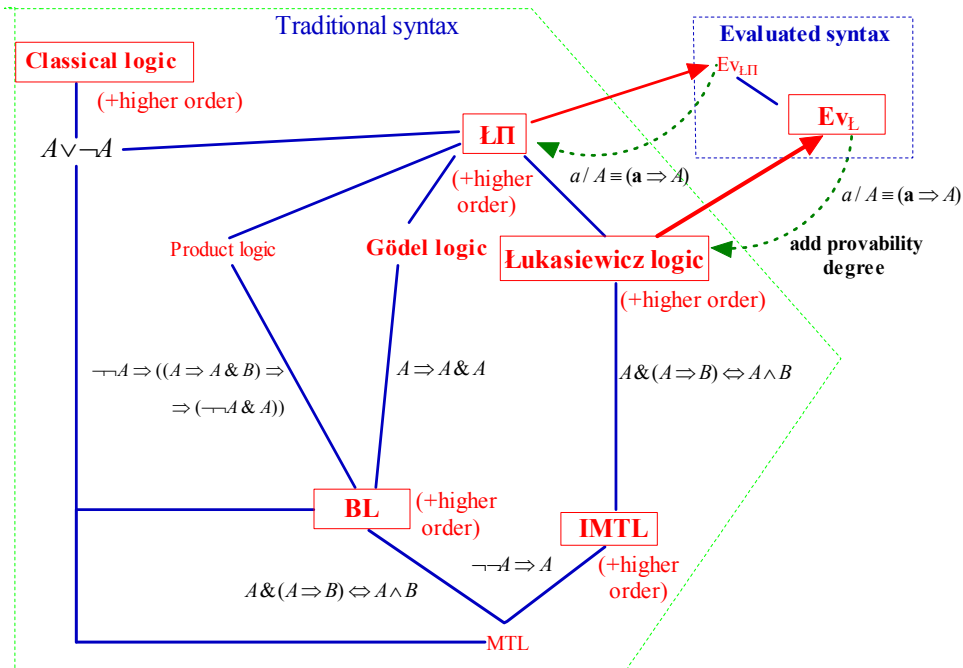 Traditional syntax
Evaluated syntax
Classical logic
(+higher order)
Ev_ŁΠ
Ev_Ł
A ∨ ¬A
ŁΠ
(+higher
order)
a / A ≡ (a ⇒ A)
a / A ≡ (a ⇒ A)
add provability
degree
Product logic
Gödel logic
Łukasiewicz logic
(+higher order)
¬¬A ⇒ ((A ⇒ A & B) ⇒
⇒ (¬¬A & A))
A ⇒ A & A
A & (A ⇒ B) ⇔ A ∧ B
BL
(+higher
order)
IMTL
(+higher
order)
¬¬A ⇒ A
A & (A ⇒ B) ⇔ A ∧ B
MTL